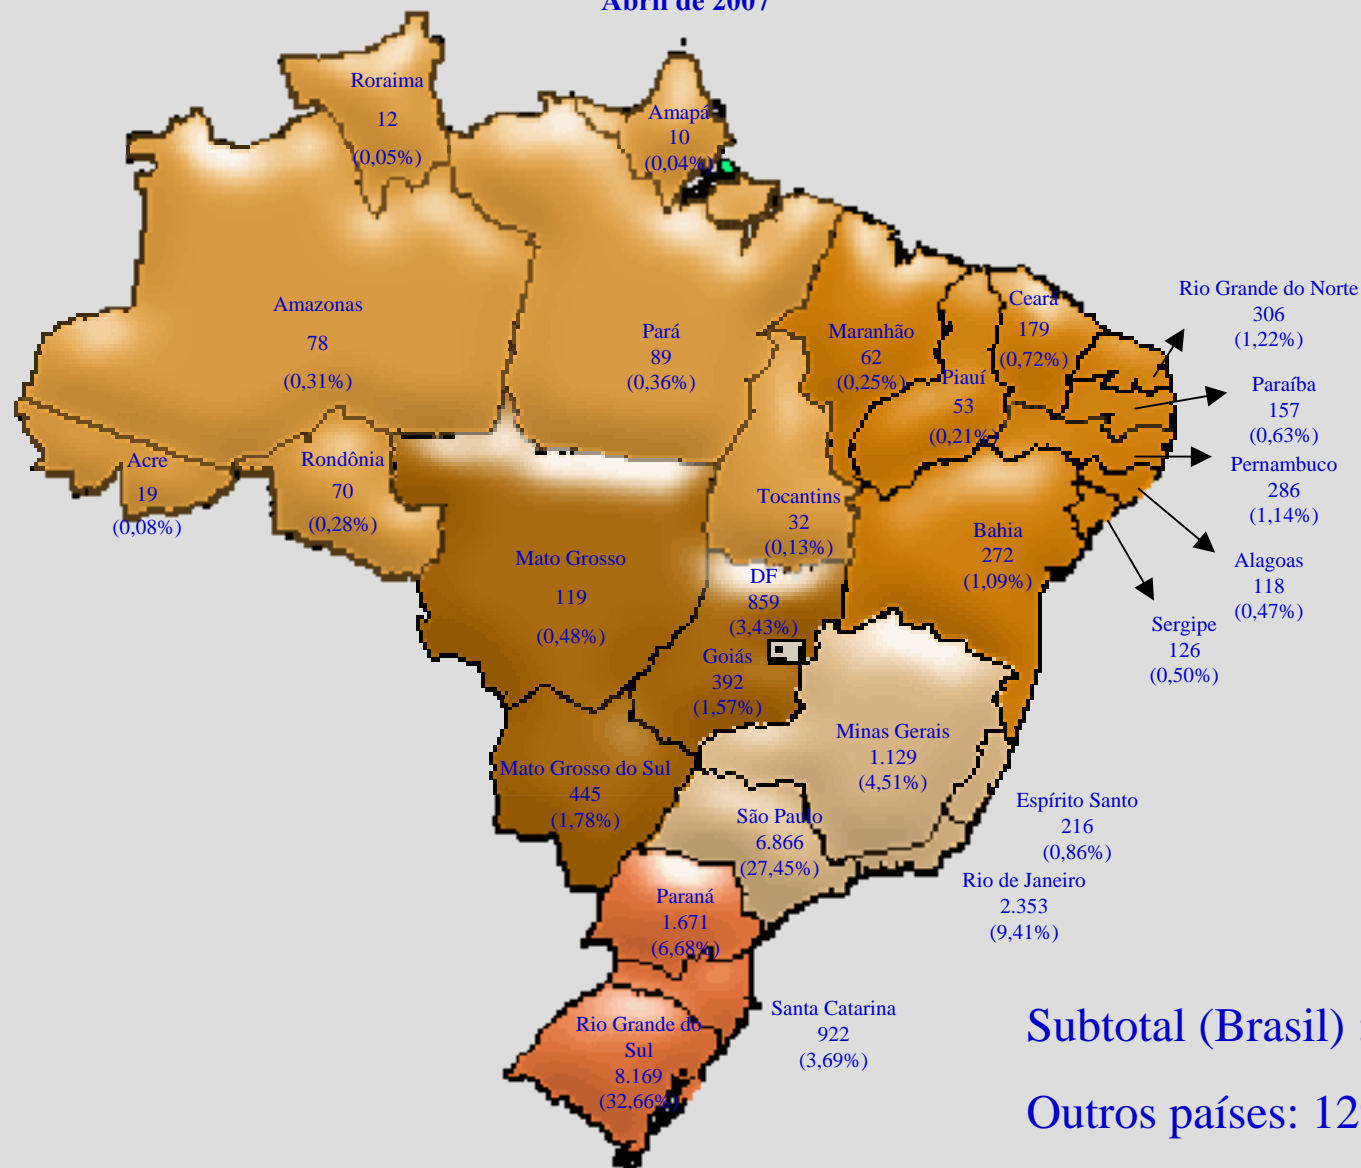 Abril de 2007
Roraima
12
(0,05%)
Amapá
10
(0,04%)
Amazonas
78
(0,31%)
Pará
89
(0,36%)
Maranhão
62
(0,25%)
Piauí
53
(0,21%)
Ceará
179
(0,72%)
Rio Grande do Norte
306
(1,22%)
Paraíba
157
(0,63%)
Pernambuco
286
(1,14%)
Alagoas
118
(0,47%)
Sergipe
126
(0,50%)
Acre
19
(0,08%)
Rondônia
70
(0,28%)
Tocantins
32
(0,13%)
Bahia
272
(1,09%)
Mato Grosso
119
(0,48%)
DF
859
(3,43%)
Goiás
392
(1,57%)
Minas Gerais
1.129
(4,51%)
Mato Grosso do Sul
445
(1,78%)
Espírito Santo
216
(0,86%)
São Paulo
6.866
(27,45%)
Rio de Janeiro
2.353
(9,41%)
Paraná
1.671
(6,68%)
Santa Catarina
922
(3,69%)
Rio Grande do
Sul
8.169
(32,66%)
Subtotal (Brasil)
Outros países: 12